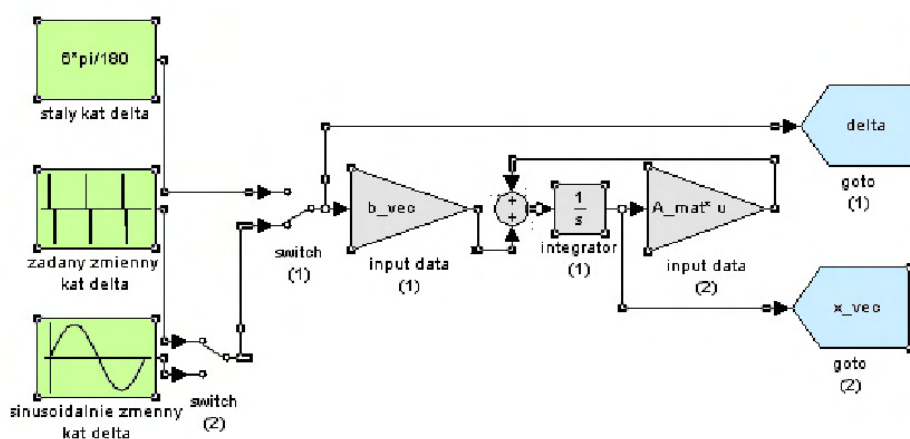 6*pi/180
staly kat delta
zadany zmienny
kat delta
sinusoidalnie zmenny
kat delta
switch
(1)
switch
(2)
b_vec
input data
(1)
+
+
1
s
integrator
(1)
A_mat* u
input data
(2)
delta
goto
(1)
x_vec
goto
(2)